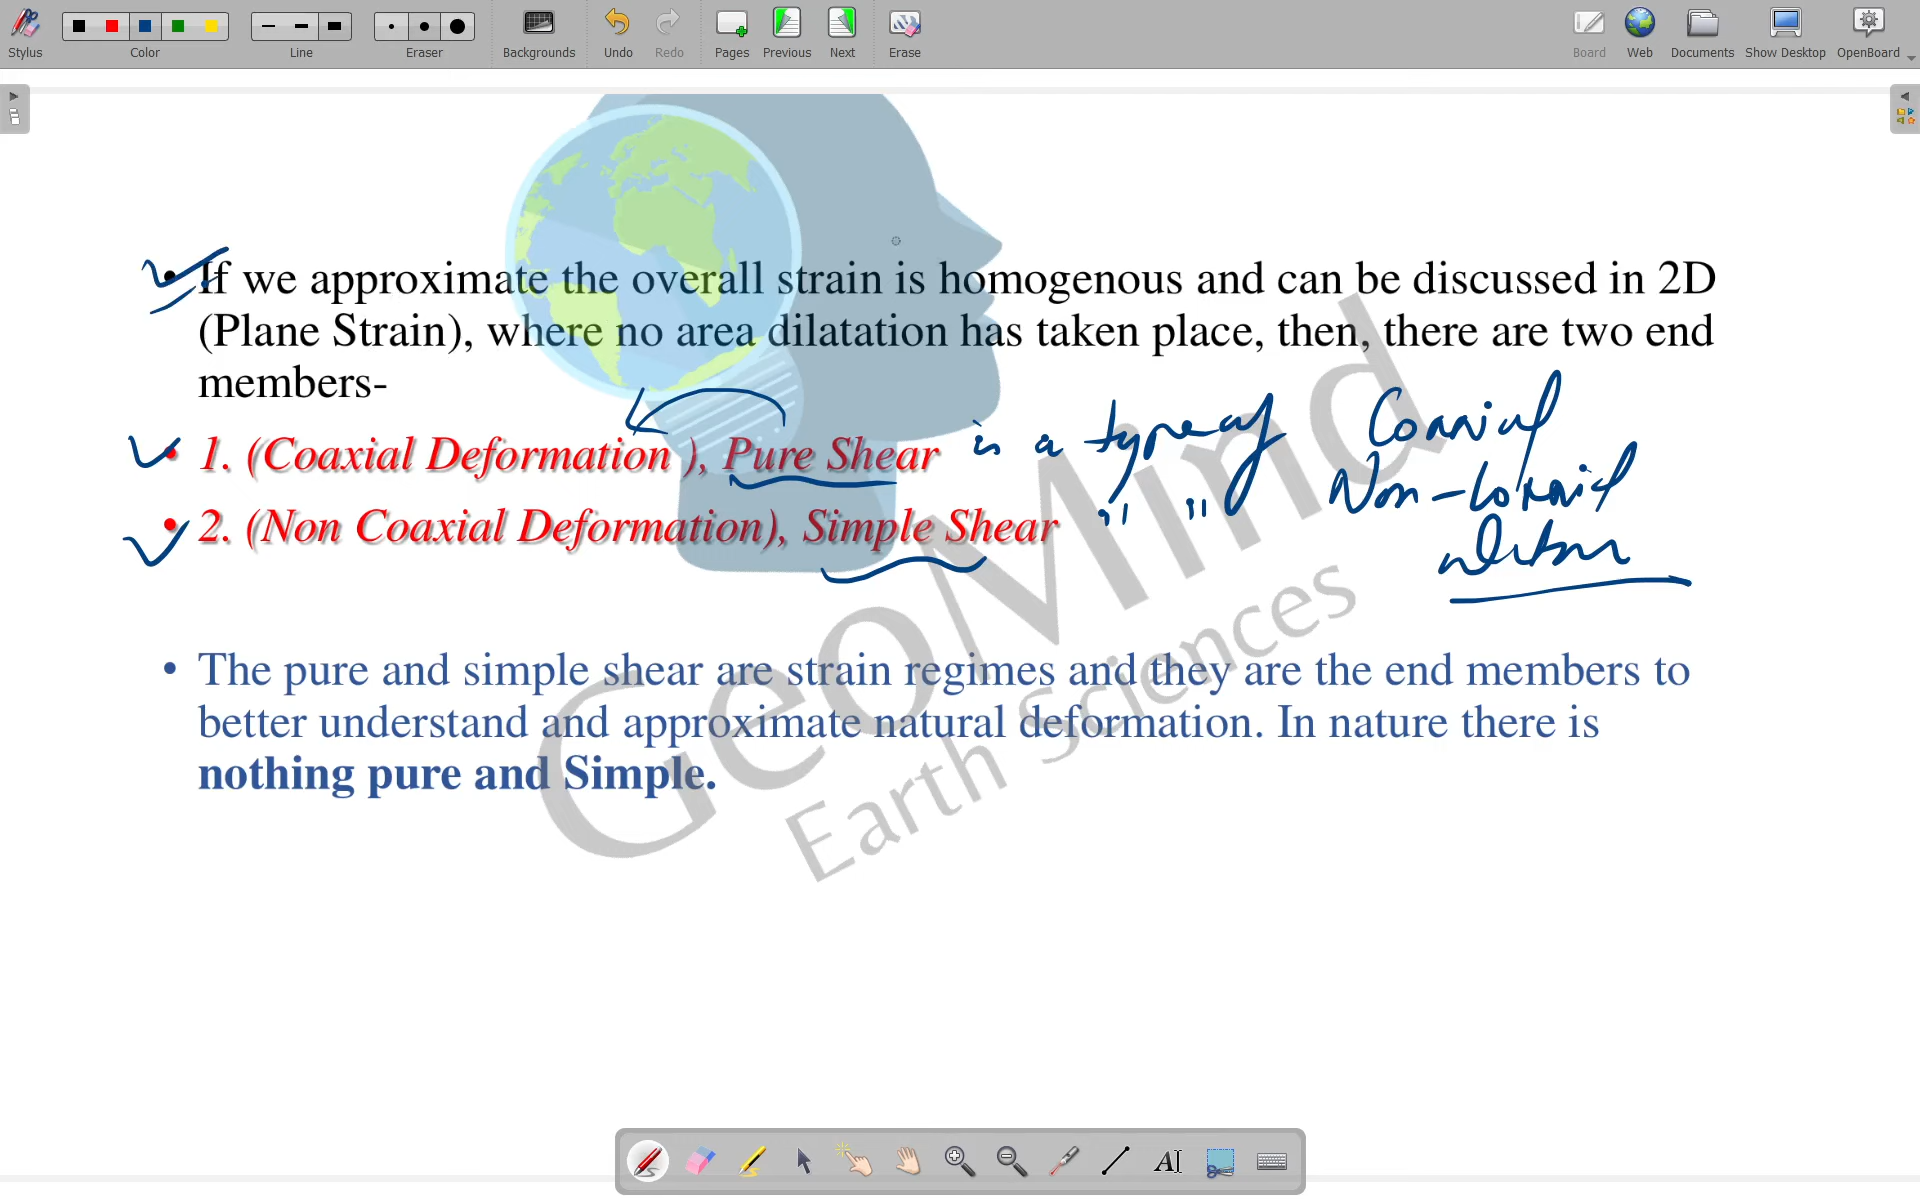 Stylus Color Line Eraser Backgrounds Undo Redo Pages Previous Next Erase Board Web Documents Show Desktop OpenBoard
• If we approximate the overall strain is homogenous and can be discussed in 2D
(Plane Strain), where no area dilatation has taken place, then, there are two end
members-
• 1. (Coaxial Deformation ), Pure Shear is a type of Coaxial
• 2. (Non Coaxial Deformation), Simple Shear " " Non-Coaxial
• The pure and simple shear are strain regimes and they are the end members to
better understand and approximate natural deformation. In nature there is
nothing pure and Simple.
GeoMind
Earth Sciences